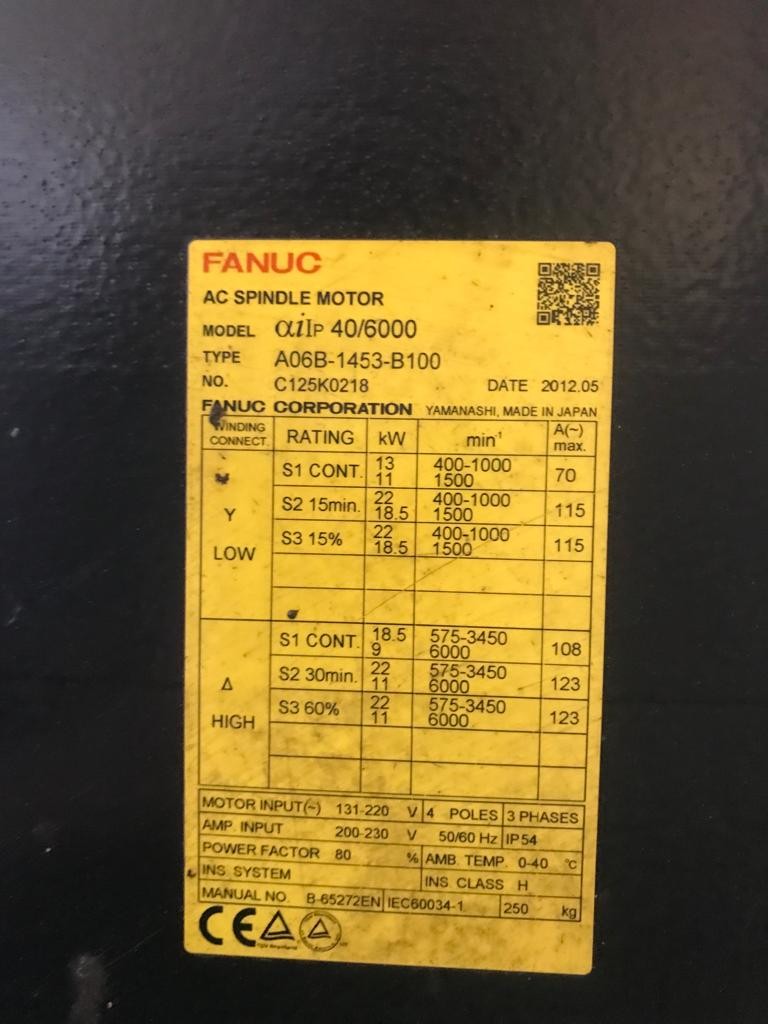 FANUC
AC SPINDLE MOTOR
MODEL αiIP 40/6000
TYPE A06B-1453-B100
NO. C125K0218 DATE 2012.05
FANUC CORPORATION YAMANASHI, MADE IN JAPAN
WINDING CONNECT. RATING kW min⁻¹ A(~) max.
Y LOW
S1 CONT. 13 400-1000 70
11 1500
S2 15min. 22 400-1000 115
18.5 1500
S3 15% 22 400-1000 115
18.5 1500
Δ HIGH
S1 CONT. 18.5 575-3450 108
9 6000
S2 30min. 22 575-3450 123
11 6000
S3 60% 22 575-3450 123
11 6000
MOTOR INPUT(~) 131-220 V 4 POLES 3 PHASES
AMP. INPUT 200-230 V 50/60 Hz IP54
POWER FACTOR 80 % AMB. TEMP. 0-40 °C
INS. SYSTEM INS. CLASS H
MANUAL NO. B-65272EN IEC60034-1 250 kg
CE